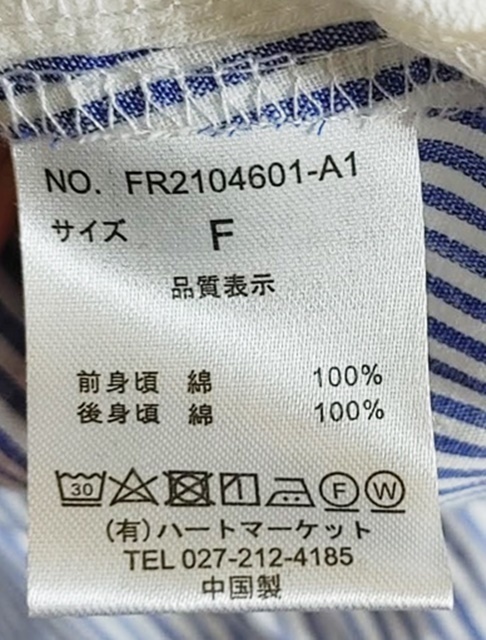 NO. FR2104601-A1
サイズ F
品質表示
前身頃 綿 100%
後身頃 綿 100%
30 F W
(有)ハートマーケット
TEL 027-212-4185
中国製